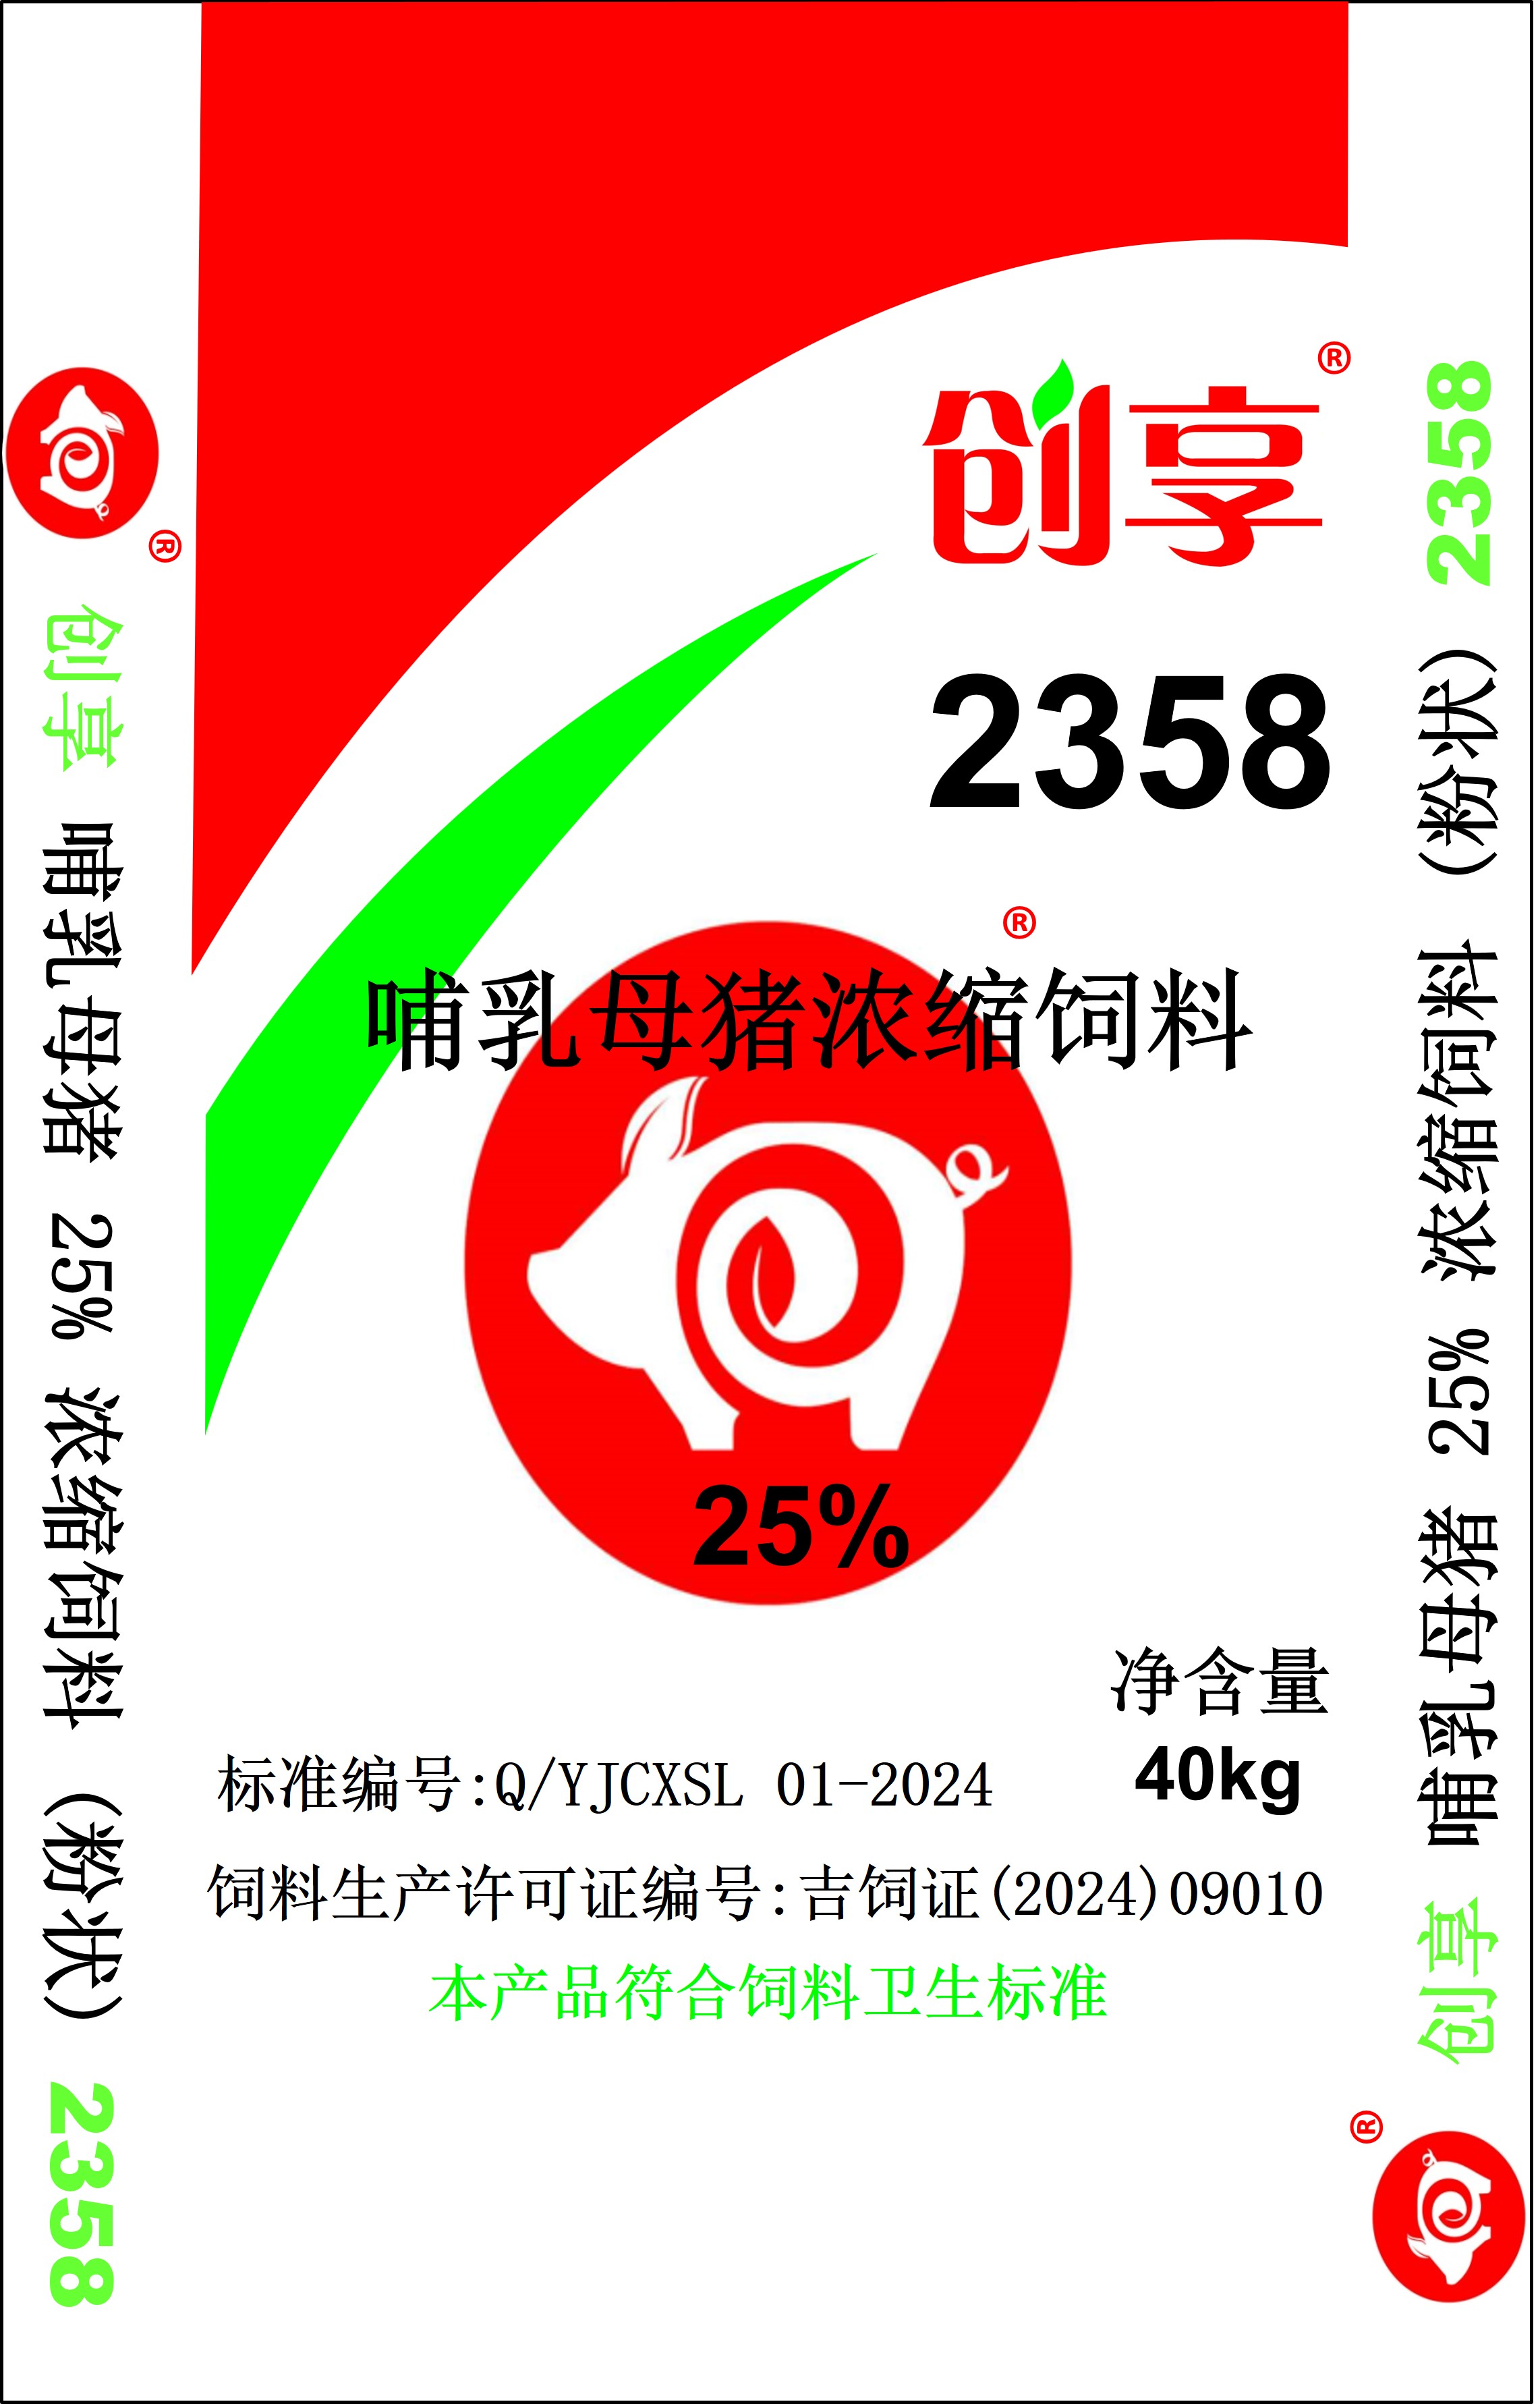 创享®
2358
®
哺乳母猪浓缩饲料
25%
净含量
40kg
标准编号:Q/YJCXSL 01-2024
饲料生产许可证编号:吉饲证(2024)09010
本产品符合饲料卫生标准
® 创享 哺乳母猪 25% 浓缩饲料 (粉状) 2358
® 创享 哺乳母猪 25% 浓缩饲料 (粉状) 2358